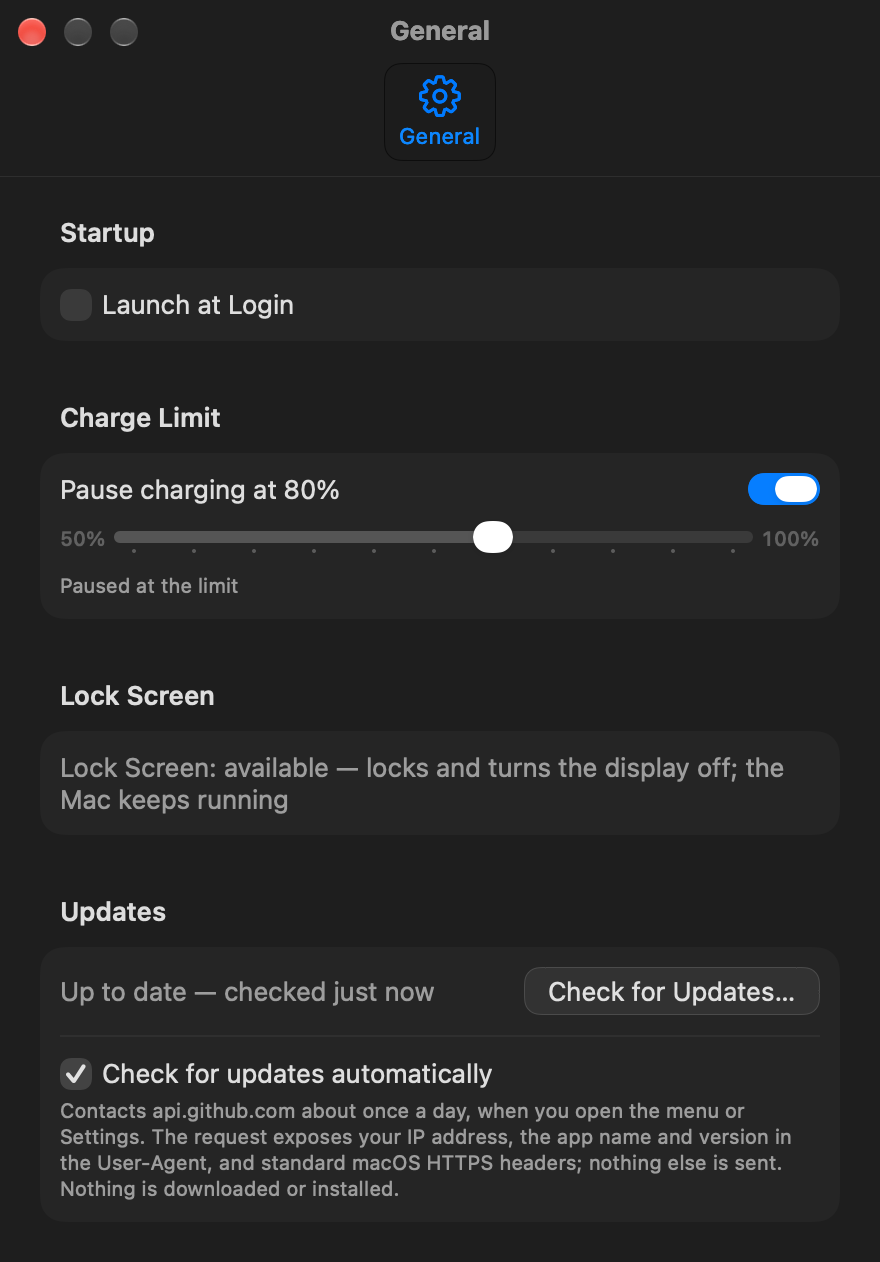 General
General
Startup
Launch at Login
Charge Limit
Pause charging at 80%
50%
100%
Paused at the limit
Lock Screen
Lock Screen: available — locks and turns the display off; the
Mac keeps running
Updates
Up to date — checked just now
Check for Updates...
Check for updates automatically
Contacts api.github.com about once a day, when you open the menu or
Settings. The request exposes your IP address, the app name and version in
the User-Agent, and standard macOS HTTPS headers; nothing else is sent.
Nothing is downloaded or installed.